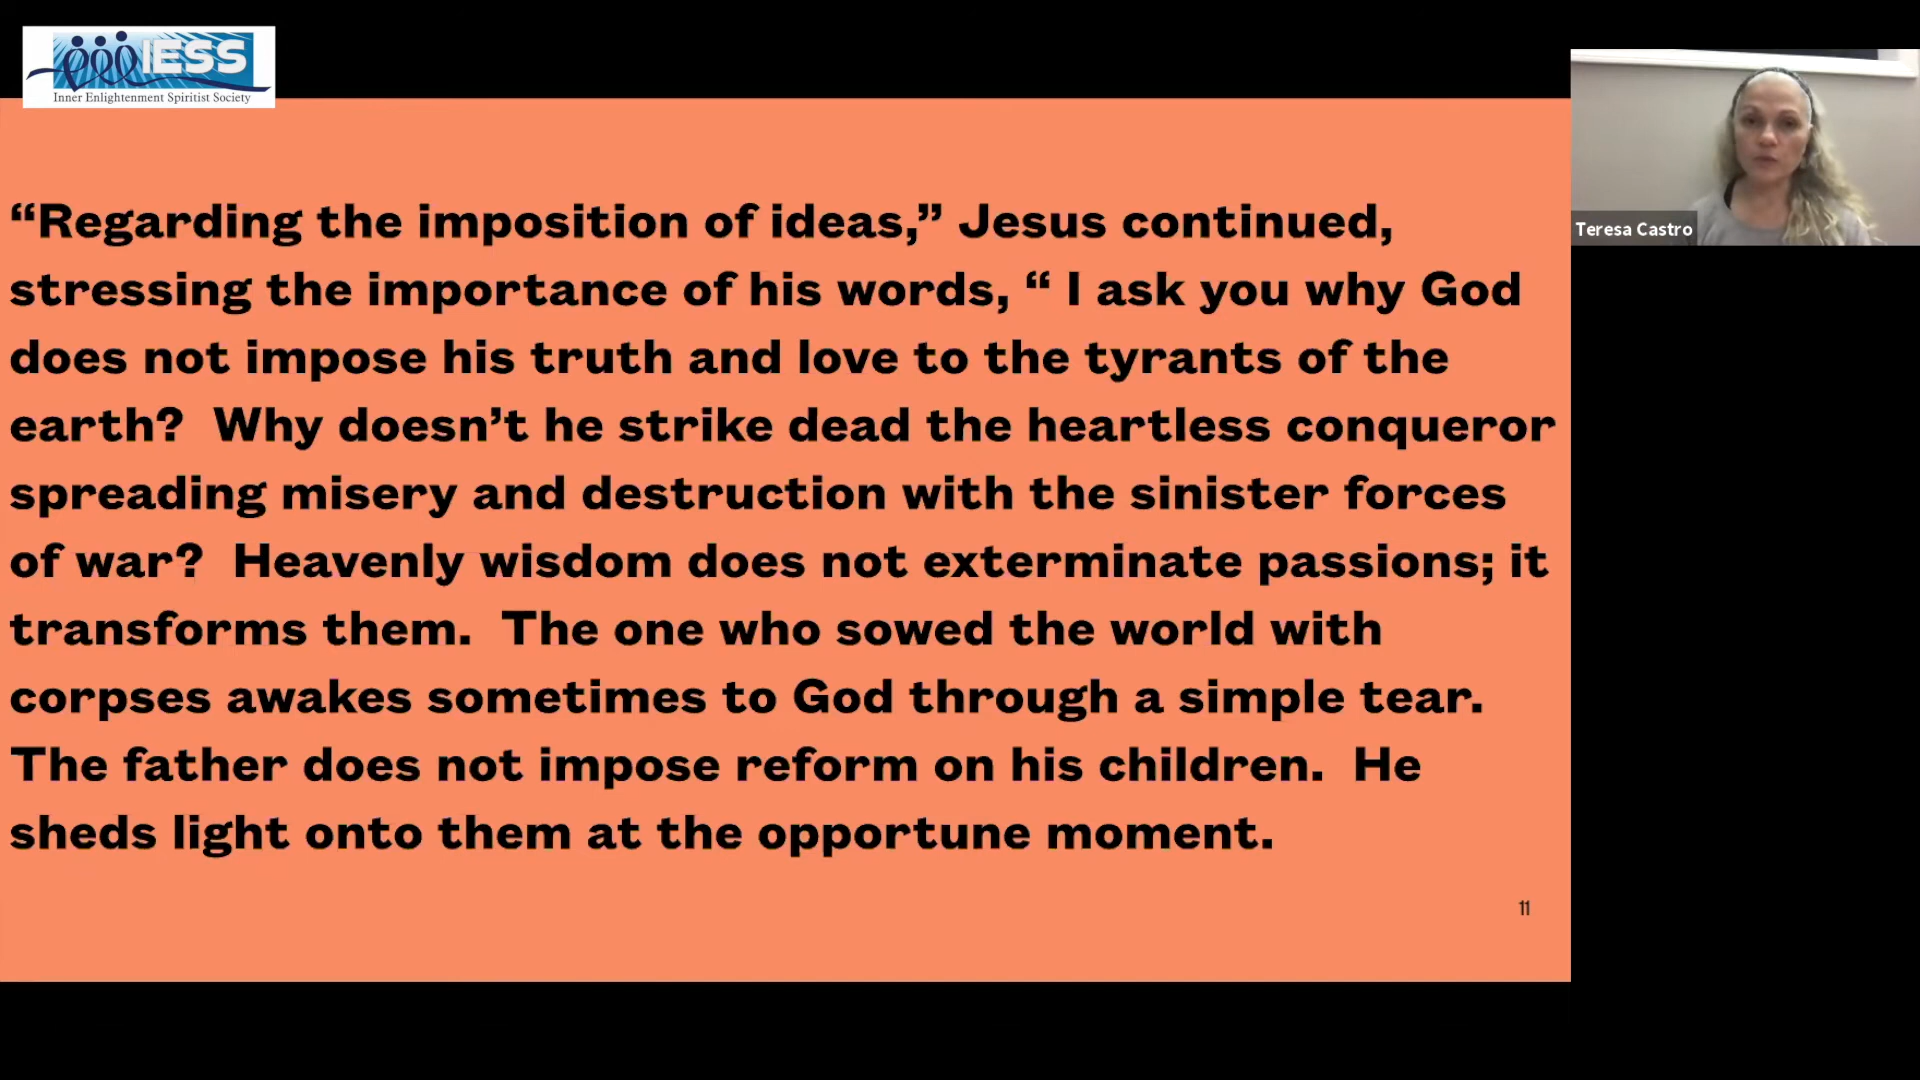 IESS
Inner Enlightenment Spiritist Society
“Regarding the imposition of ideas,” Jesus continued,
stressing the importance of his words, “ I ask you why God
does not impose his truth and love to the tyrants of the
earth?  Why doesn’t he strike dead the heartless conqueror
spreading misery and destruction with the sinister forces
of war?  Heavenly wisdom does not exterminate passions; it
transforms them.  The one who sowed the world with
corpses awakes sometimes to God through a simple tear.
The father does not impose reform on his children.  He
sheds light onto them at the opportune moment.
11
Teresa Castro